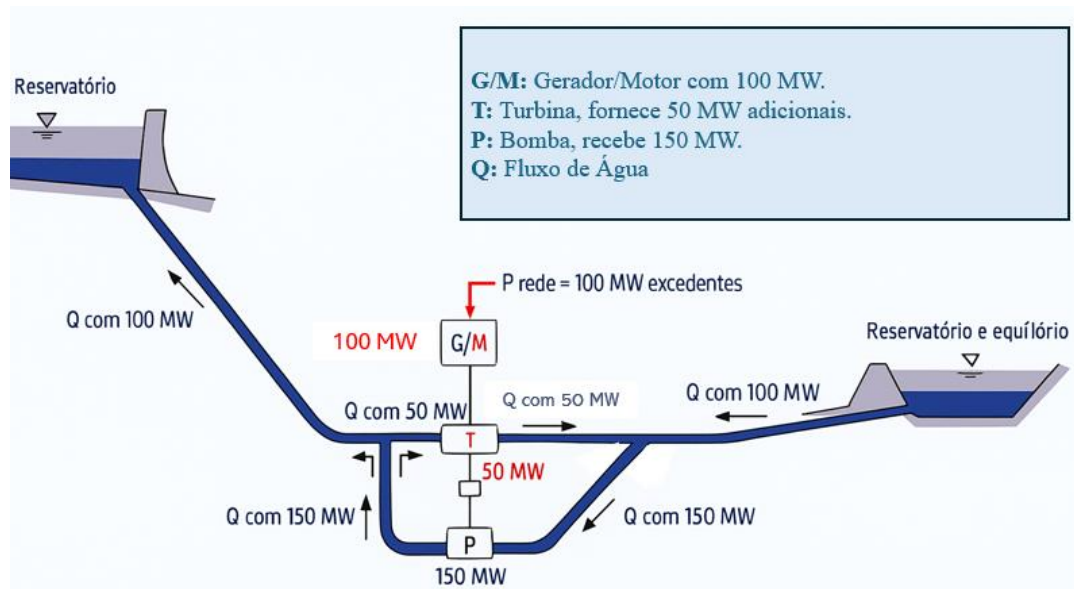 G/M: Gerador/Motor com 100 MW.
T: Turbina, fornece 50 MW adicionais.
P: Bomba, recebe 150 MW.
Q: Fluxo de Água
Reservatório
P rede = 100 MW excedentes
Q com 100 MW
100 MW
G/M
Reservatório e equílório
Q com 50 MW
Q com 50 MW
Q com 100 MW
T
50 MW
Q com 150 MW
Q com 150 MW
P
150 MW